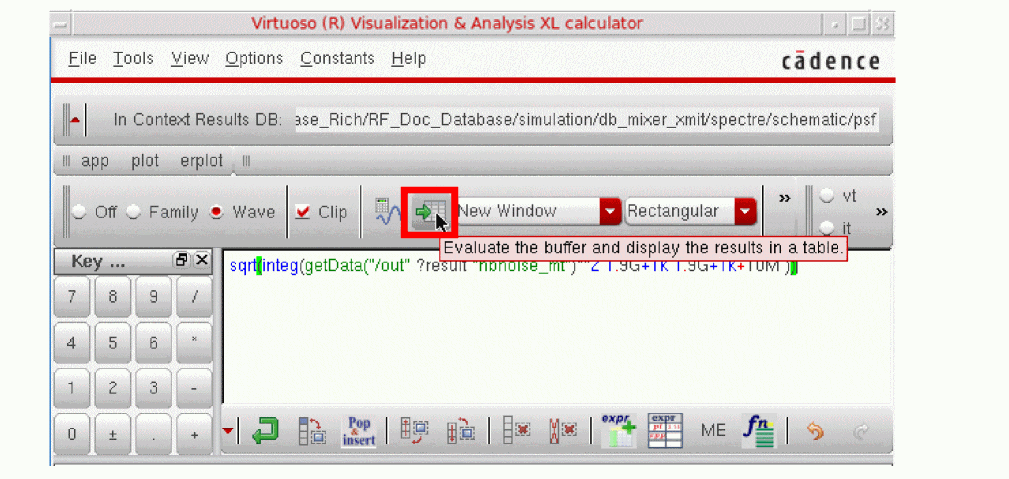 Virtuoso (R) Visualization & Analysis XL calculator
File Tools View Options Constants Help
cādence
In Context Results DB: ase_Rich/RF_Doc_Database/simulation/db_mixer_xmit/spectre/schematic/psf
app plot erplot
Off Family Wave Clip New Window Rectangular » vt »
it
Evaluate the buffer and display the results in a table.
Key ...
sqrt(integ(getData("/out" ?result "hbnoise_mt")**2 1.9G+1K 1.9G+1K+10M ))
7 8 9 /
4 5 6 *
1 2 3 -
0 ± . +
Pop & insert expr expr ME fn